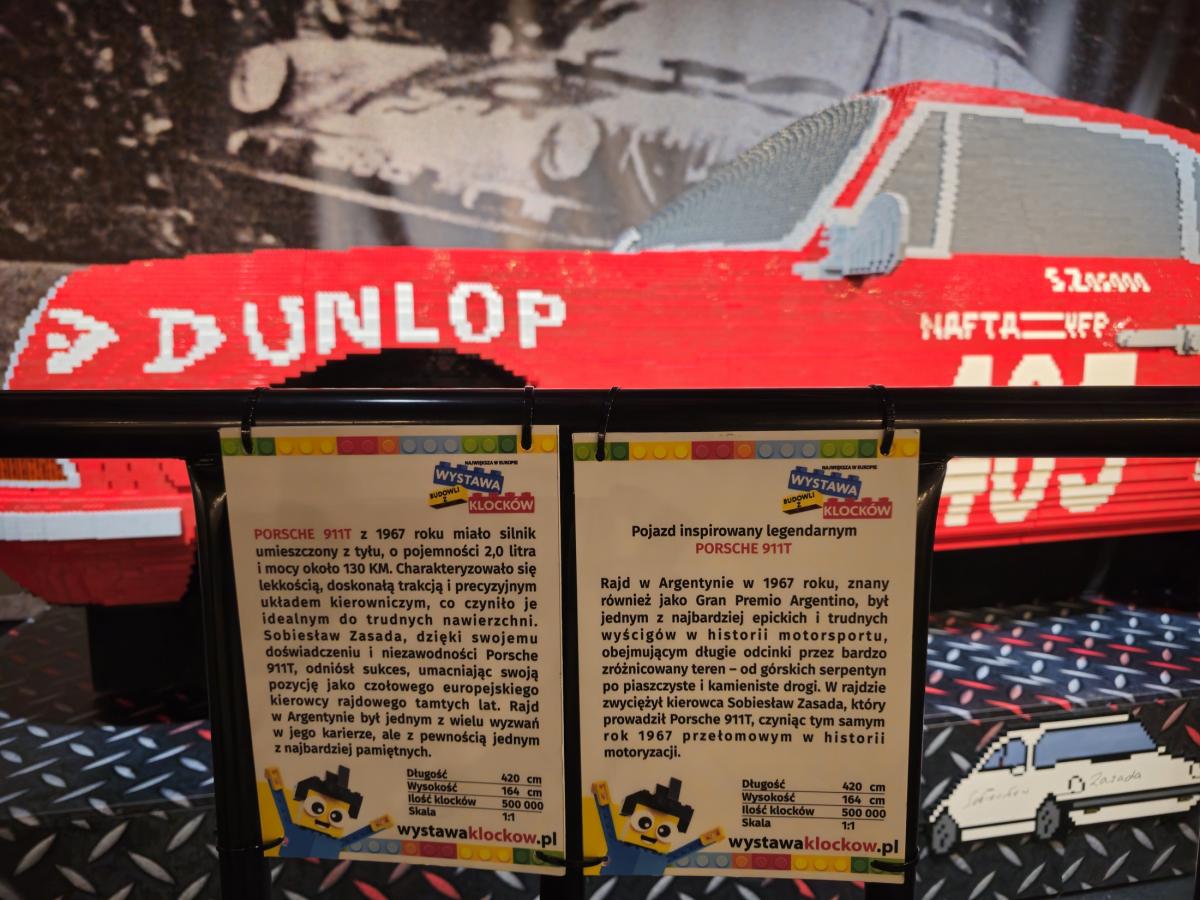 DUNLOP
S.Zasada
NAFTA YFP
405
NAJWIĘKSZA W EUROPIE
WYSTAWA
BUDOWLI Z
KLOCKÓW
PORSCHE 911T z 1967 roku miało silnik
umieszczony z tyłu, o pojemności 2,0 litra
i mocy około 130 KM. Charakteryzowało się
lekkością, doskonałą trakcją i precyzyjnym
układem kierowniczym, co czyniło je
idealnym do trudnych nawierzchni.
Sobiesław Zasada, dzięki swojemu
doświadczeniu i niezawodności Porsche
911T, odniósł sukces, umacniając swoją
pozycję jako czołowego europejskiego
kierowcy rajdowego tamtych lat. Rajd
w Argentynie był jednym z wielu wyzwań
w jego karierze, ale z pewnością jednym
z najbardziej pamiętnych.
Długość 420 cm
Wysokość 164 cm
Ilość klocków 500 000
Skala 1:1
wystawaklockow.pl
NAJWIĘKSZA W EUROPIE
WYSTAWA
BUDOWLI Z
KLOCKÓW
Pojazd inspirowany legendarnym
PORSCHE 911T
Rajd w Argentynie w 1967 roku, znany
również jako Gran Premio Argentino, był
jednym z najbardziej epickich i trudnych
wyścigów w historii motorsportu,
obejmującym długie odcinki przez bardzo
zróżnicowany teren – od górskich serpentyn
po piaszczyste i kamieniste drogi. W rajdzie
zwyciężył kierowca Sobiesław Zasada, który
prowadził Porsche 911T, czyniąc tym samym
rok 1967 przełomowym w historii
motoryzacji.
Długość 420 cm
Wysokość 164 cm
Ilość klocków 500 000
Skala 1:1
wystawaklockow.pl
Zasada